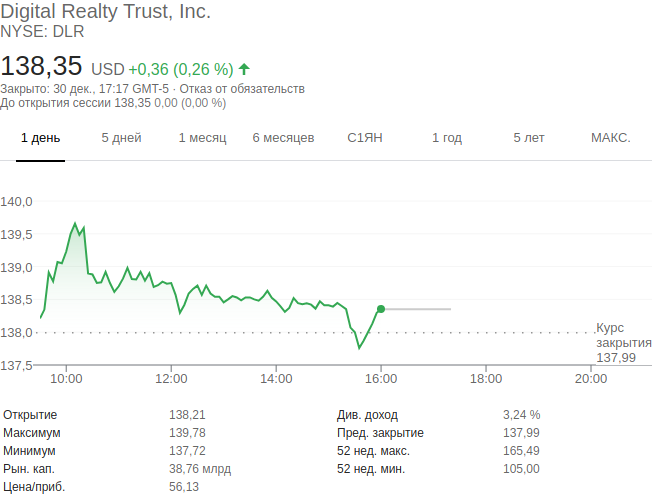 Digital Realty Trust, Inc.
NYSE: DLR
138,35 USD +0,36 (0,26 %)
Закрыто: 30 дек., 17:17 GMT-5 · Отказ от обязательств
До открытия сессии 138,35 0,00 (0,00 %)
1 день 5 дней 1 месяц 6 месяцев С1ЯН 1 год 5 лет МАКС.
140,0
139,5
139,0
138,5
138,0
Курс
закрытия
137,99
137,5
10:00 12:00 14:00 16:00 18:00 20:00
Открытие 138,21 Див. доход 3,24 %
Максимум 139,78 Пред. закрытие 137,99
Минимум 137,72 52 нед. макс. 165,49
Рын. кап. 38,76 млрд 52 нед. мин. 105,00
Цена/приб. 56,13